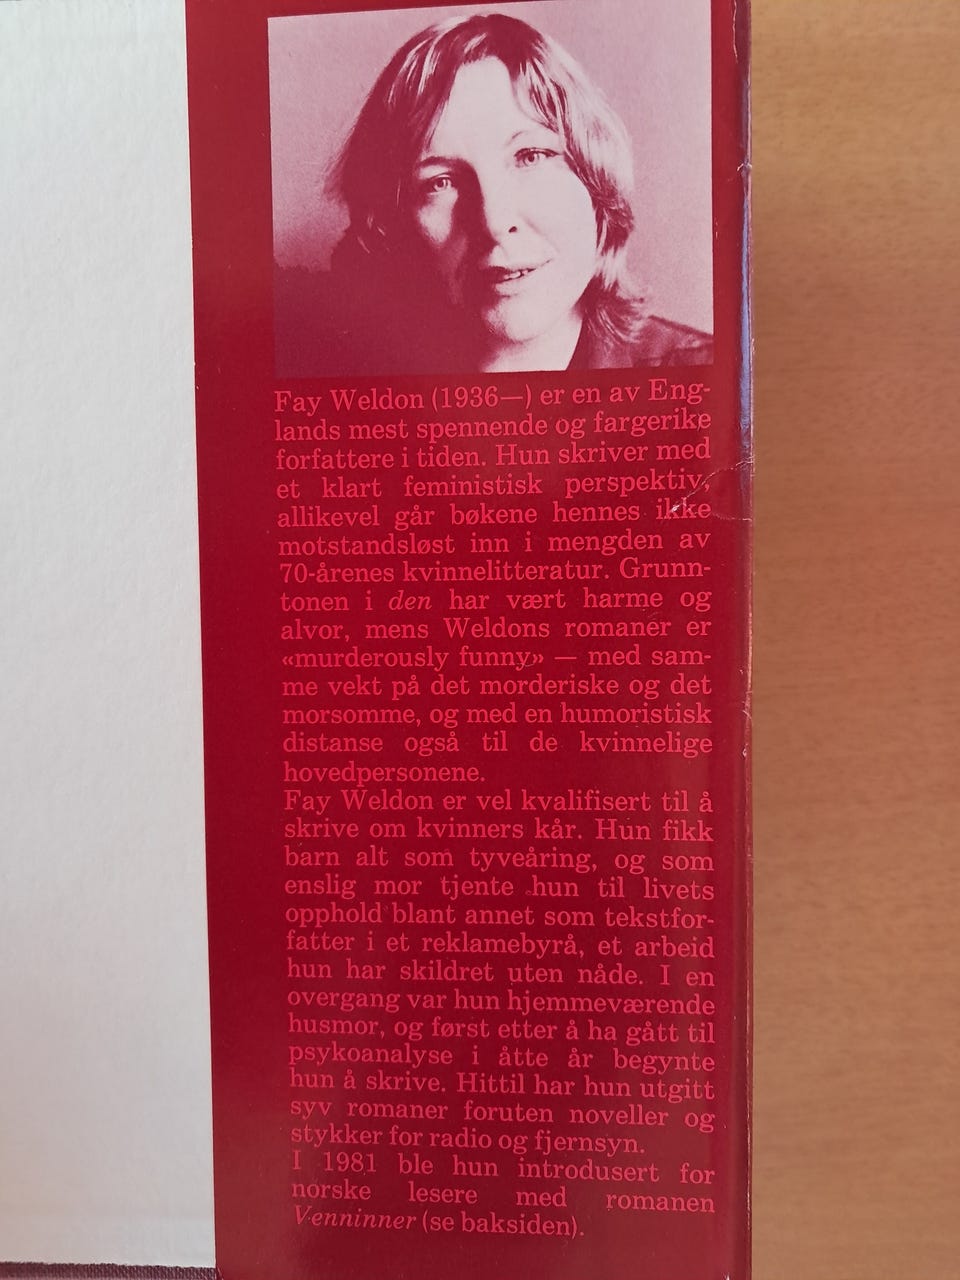 Fay Weldon (1936—) er en av Eng-
lands mest spennende og fargerike
forfattere i tiden. Hun skriver med
et klart feministisk perspektiv,
allikevel går bøkene hennes ikke
motstandsløst inn i mengden av
70-årenes kvinnelitteratur. Grunn-
tonen i den har vært harme og
alvor, mens Weldons romaner er
«murderously funny» — med sam-
me vekt på det morderiske og det
morsomme, og med en humoristisk
distanse også til de kvinnelige
hovedpersonene.
Fay Weldon er vel kvalifisert til å
skrive om kvinners kår. Hun fikk
barn alt som tyveåring, og som
enslig mor tjente hun til livets
opphold blant annet som tekstfor-
fatter i et reklamebyrå, et arbeid
hun har skildret uten nåde. I en
overgang var hun hjemmeværende
husmor, og først etter å ha gått til
psykoanalyse i åtte år begynte
hun å skrive. Hittil har hun utgitt
syv romaner foruten noveller og
stykker for radio og fjernsyn.
I 1981 ble hun introdusert for
norske lesere med romanen
Venninner (se baksiden).